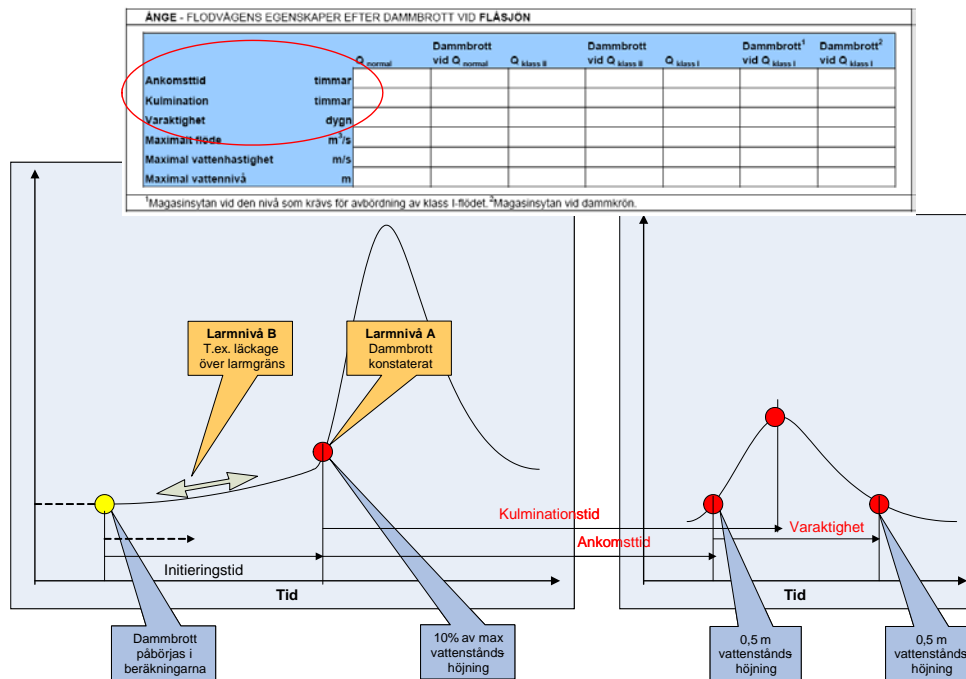 ÅNGE - FLODVÅGENS EGENSKAPER EFTER DAMMBROTT VID FLÅSJÖN
Q normal
Dammbrott
vid Q normal
Q klass II
Dammbrott
vid Q klass II
Q klass I
Dammbrott¹
vid Q klass I
Dammbrott²
vid Q klass I
Ankomsttid timmar
Kulmination timmar
Varaktighet dygn
Maximalt flöde m³/s
Maximal vattenhastighet m/s
Maximal vattennivå m
¹Magasinsytan vid den nivå som krävs för avbördning av klass I-flödet. ²Magasinsytan vid dammkrön.
Larmnivå B
T.ex. läckage
över larmgräns
Larmnivå A
Dammbrott
konstaterat
Kulminationstid
Ankomsttid
Varaktighet
Initieringstid
Tid
Tid
Dammbrott
påbörjas i
beräkningarna
10% av max
vattenstånds-
höjning
0,5 m
vattenstånds-
höjning
0,5 m
vattenstånds-
höjning